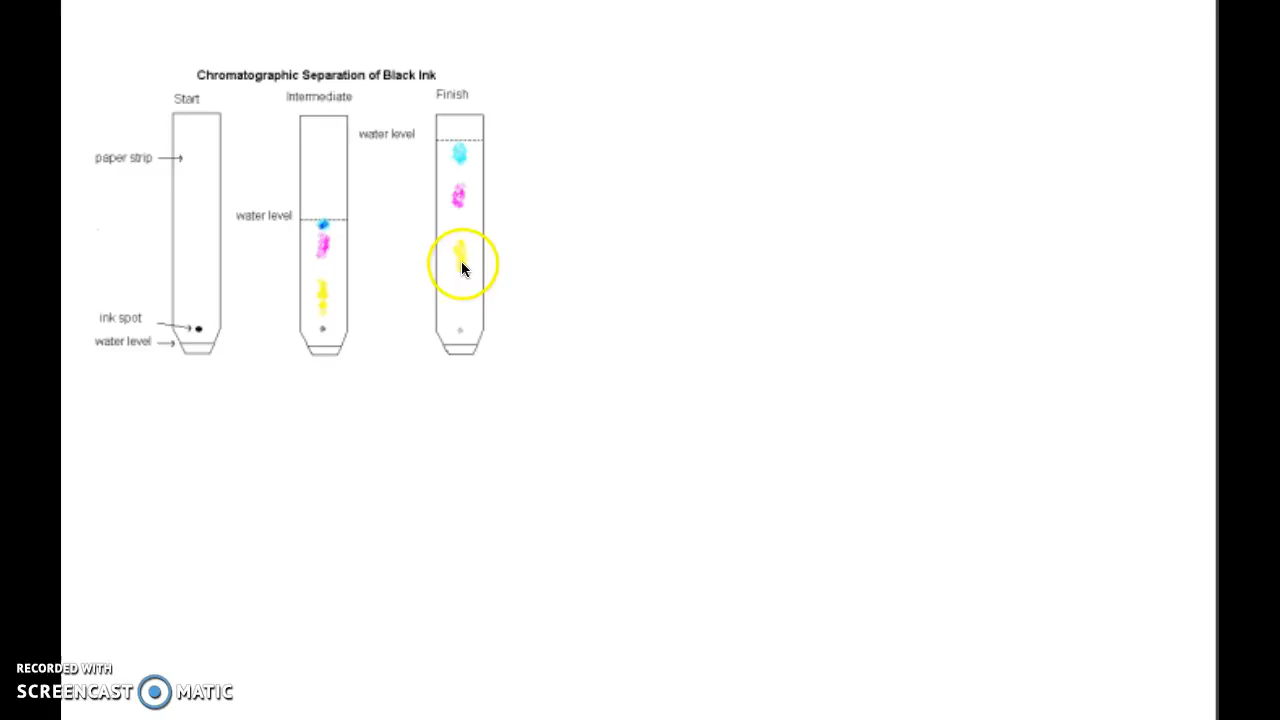 Chromatographic Separation of Black Ink
Start
Intermediate
Finish
water level
paper strip
water level
ink spot
water level
RECORDED WITH
SCREENCAST MATIC